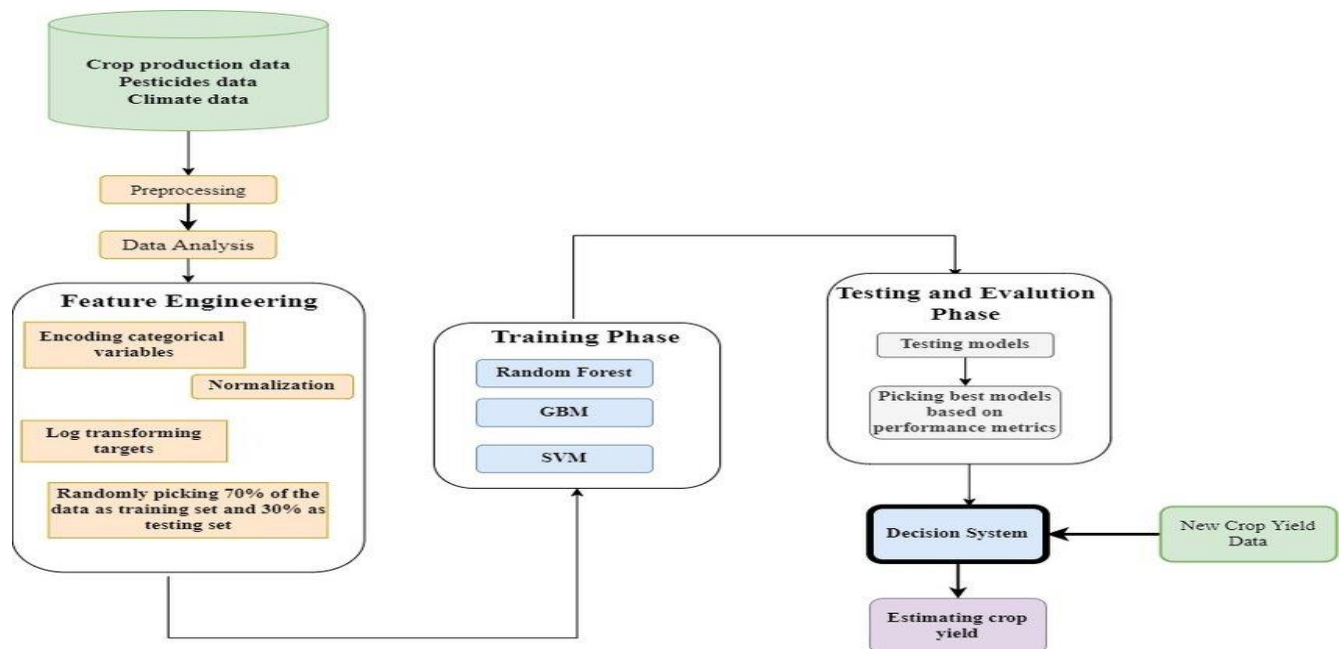 Crop production data
Pesticides data
Climate data
Preprocessing
Data Analysis
Feature Engineering
Encoding categorical
variables
Normalization
Log transforming
targets
Randomly picking 70% of the
data as training set and 30% as
testing set
Training Phase
Random Forest
GBM
SVM
Testing and Evalution
Phase
Testing models
Picking best models
based on
performance metrics
Decision System
New Crop Yield
Data
Estimating crop
yield